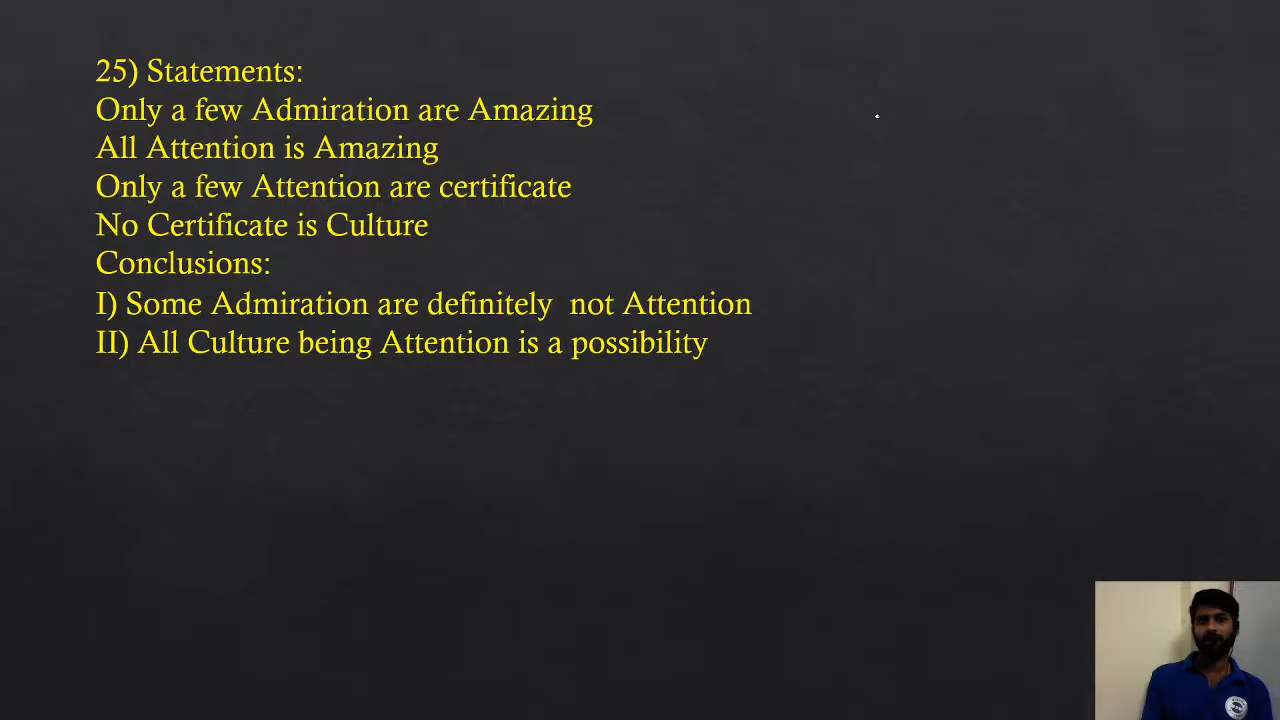 25) Statements:
Only a few Admiration are Amazing
All Attention is Amazing
Only a few Attention are certificate
No Certificate is Culture
Conclusions:
I) Some Admiration are definitely  not Attention
II) All Culture being Attention is a possibility